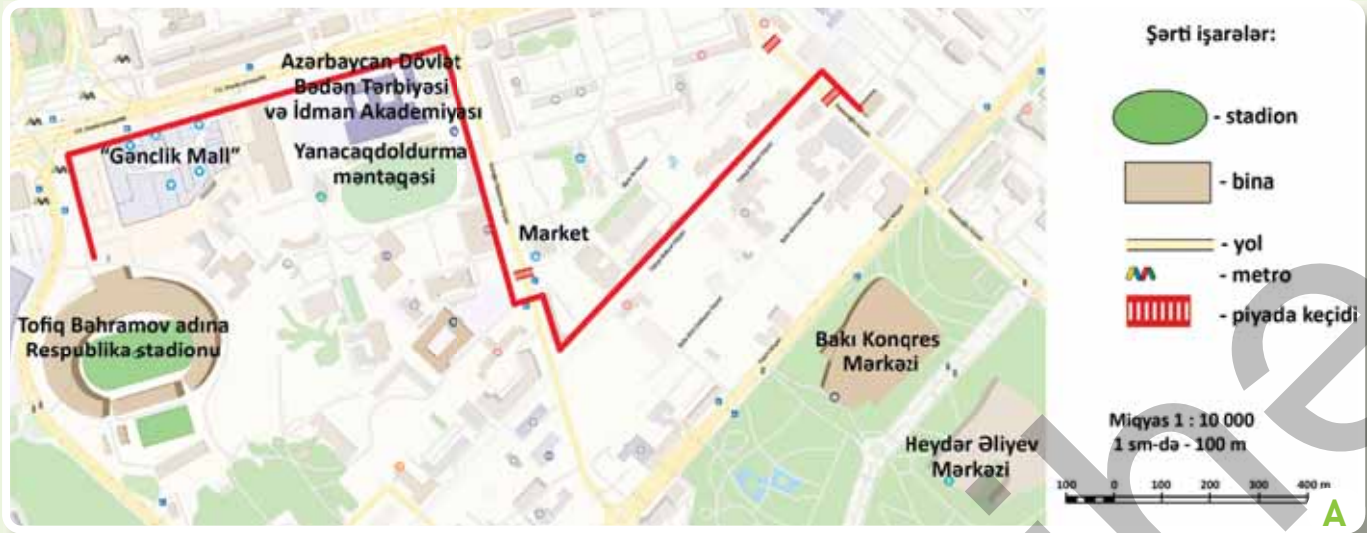 Azərbaycan Dövlət
Bədən Tərbiyəsi
və İdman Akademiyası
"Gənclik Mall"
Yanacaqdoldurma
məntəqəsi
Market
Tofiq Bəhramov adına
Respublika stadionu
Bakı Konqres
Mərkəzi
Heydər Əliyev
Mərkəzi
Şərti işarələr:
- stadion
- bina
- yol
- metro
- piyada keçidi
Miqyas 1 : 10 000
1 sm-də - 100 m
100 0 100 200 300 400 m
A